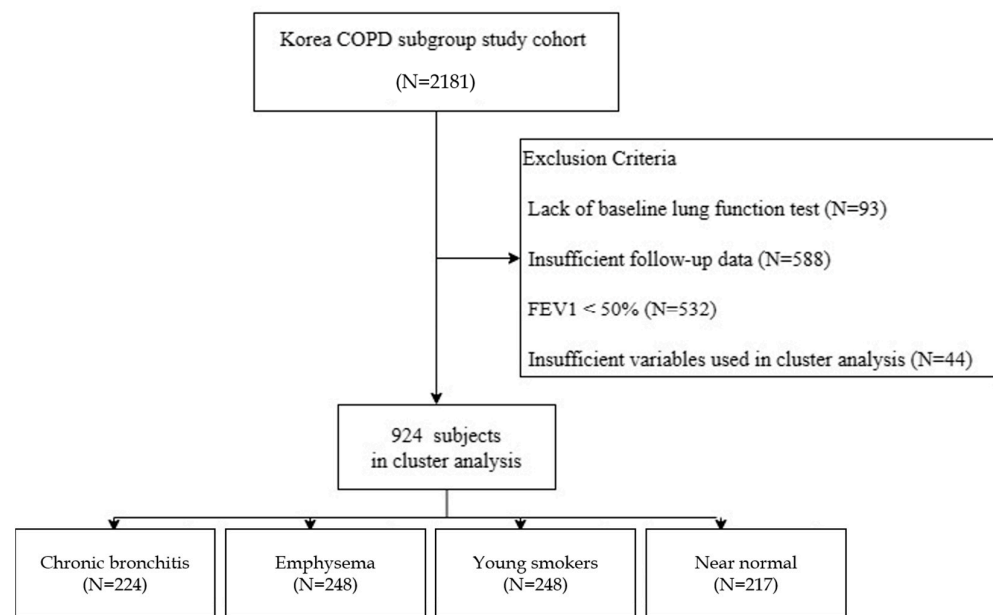 Korea COPD subgroup study cohort
(N=2181)
Exclusion Criteria
Lack of baseline lung function test (N=93)
Insufficient follow-up data (N=588)
FEV1 < 50% (N=532)
Insufficient variables used in cluster analysis (N=44)
924 subjects
in cluster analysis
Chronic bronchitis
(N=224)
Emphysema
(N=248)
Young smokers
(N=248)
Near normal
(N=217)